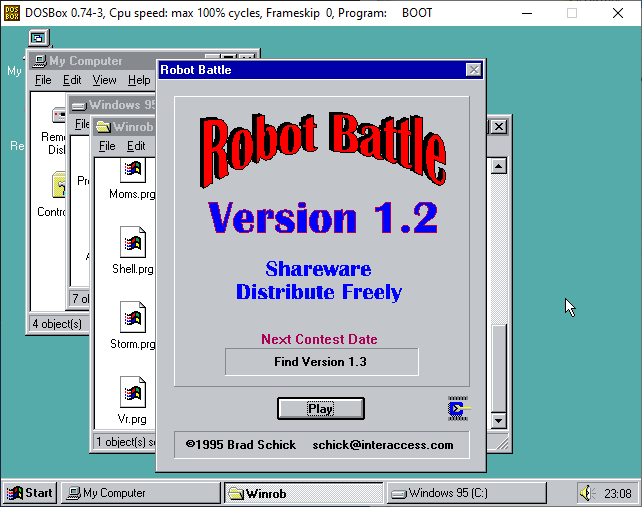 DOSBox 0.74-3, Cpu speed: max 100% cycles, Frameskip 0, Program: BOOT
My Computer
File Edit View Help
My
Re
Windows 95
Remo
Disk
Contro
4 object(s)
7 ob
Winrob
File Edit
Moms.prg
Shell.prg
Storm.prg
Vr.prg
1 object(s) se
Robot Battle
Robot Battle
Version 1.2
Shareware
Distribute Freely
Next Contest Date
Find Version 1.3
Play
©1995 Brad Schick schick@interaccess.com
Start My Computer Winrob Windows 95 (C:) 23:08